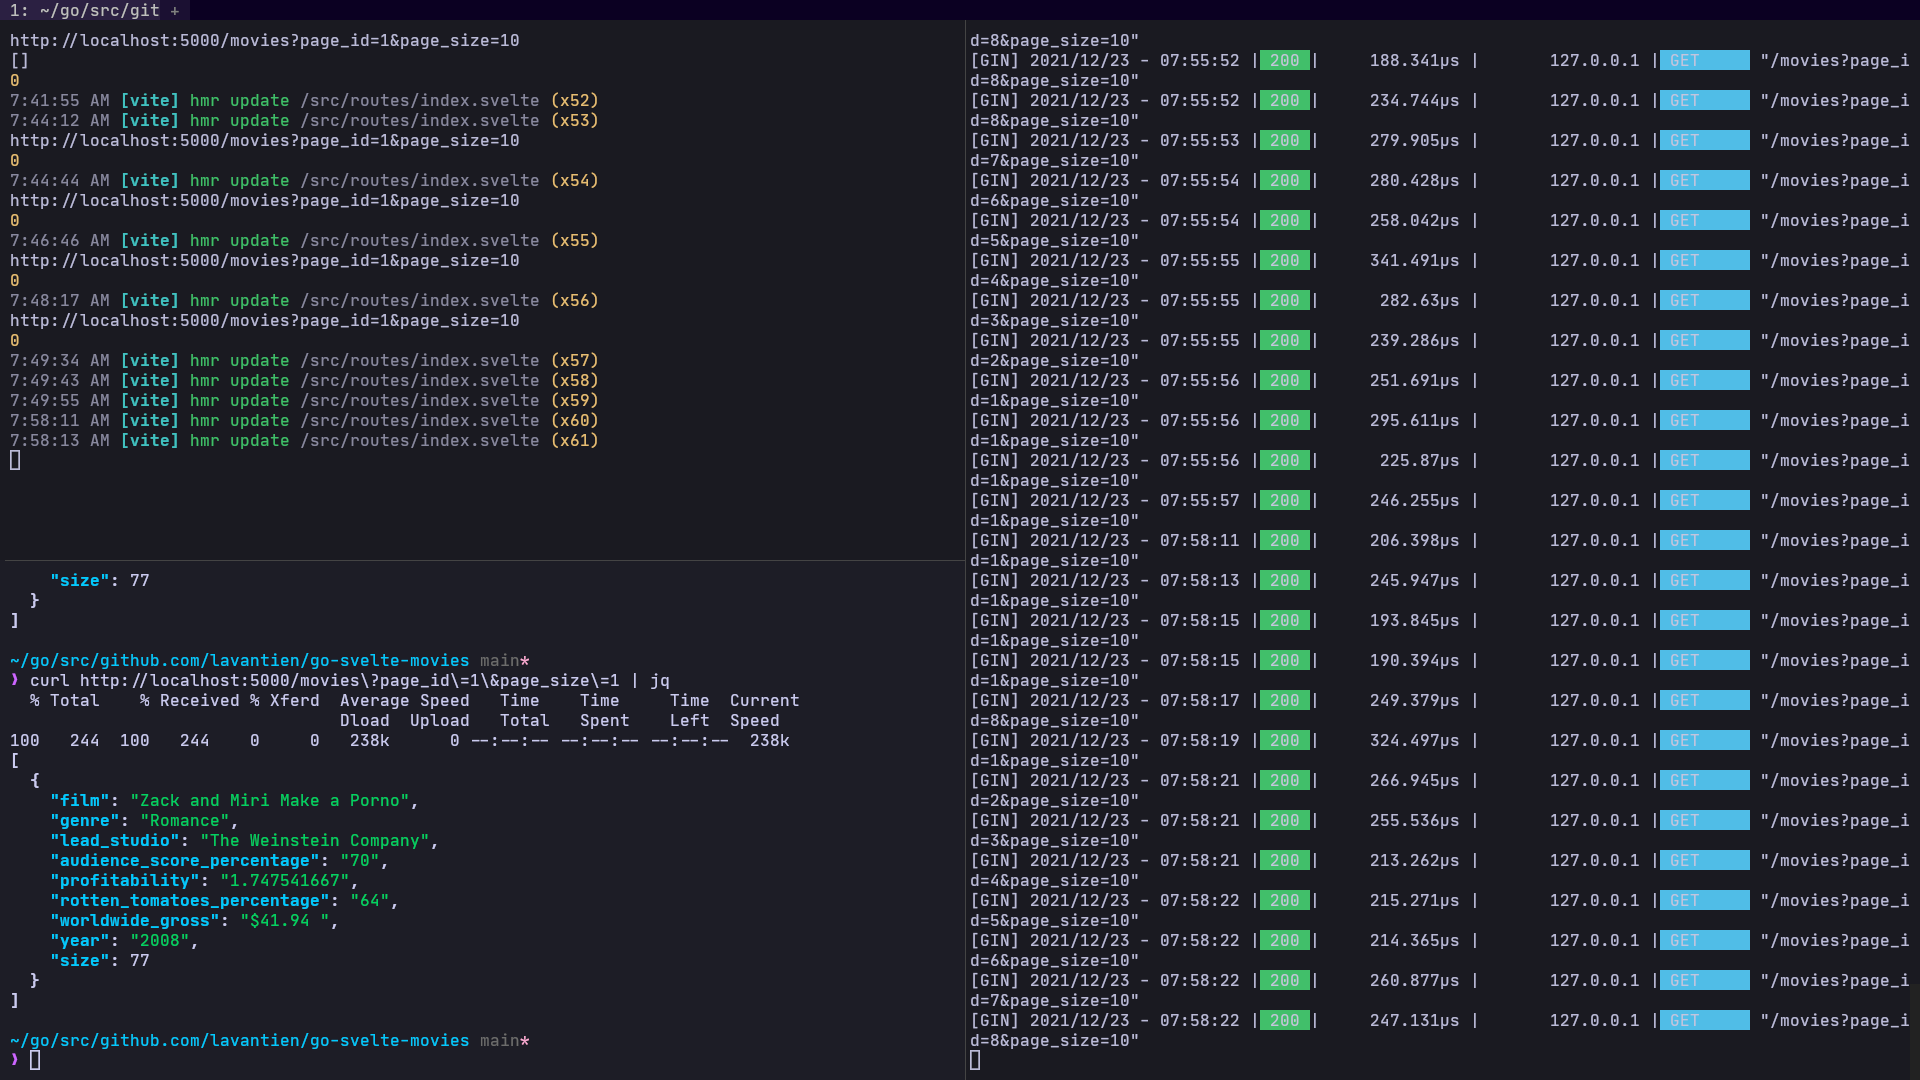 1: ~/go/src/git +
http://localhost:5000/movies?page_id=1&page_size=10
[]
0
7:41:55 AM [vite] hmr update /src/routes/index.svelte (x52)
7:44:12 AM [vite] hmr update /src/routes/index.svelte (x53)
http://localhost:5000/movies?page_id=1&page_size=10
0
7:44:44 AM [vite] hmr update /src/routes/index.svelte (x54)
http://localhost:5000/movies?page_id=1&page_size=10
0
7:46:46 AM [vite] hmr update /src/routes/index.svelte (x55)
http://localhost:5000/movies?page_id=1&page_size=10
0
7:48:17 AM [vite] hmr update /src/routes/index.svelte (x56)
http://localhost:5000/movies?page_id=1&page_size=10
0
7:49:34 AM [vite] hmr update /src/routes/index.svelte (x57)
7:49:43 AM [vite] hmr update /src/routes/index.svelte (x58)
7:49:55 AM [vite] hmr update /src/routes/index.svelte (x59)
7:58:11 AM [vite] hmr update /src/routes/index.svelte (x60)
7:58:13 AM [vite] hmr update /src/routes/index.svelte (x61)
"size": 77
}
]
~/go/src/github.com/lavantien/go-svelte-movies main*
❯ curl http://localhost:5000/movies\?page_id\=1\&page_size\=1 | jq
% Total % Received % Xferd Average Speed Time Time Time Current
Dload Upload Total Spent Left Speed
100 244 100 244 0 0 238k 0 --:--:-- --:--:-- --:--:-- 238k
[
{
"film": "Zack and Miri Make a Porno",
"genre": "Romance",
"lead_studio": "The Weinstein Company",
"audience_score_percentage": "70",
"profitability": "1.747541667",
"rotten_tomatoes_percentage": "64",
"worldwide_gross": "$41.94 ",
"year": "2008",
"size": 77
}
]
~/go/src/github.com/lavantien/go-svelte-movies main*
❯
d=8&page_size=10"
[GIN] 2021/12/23 - 07:55:52 | 200 | 188.341µs | 127.0.0.1 | GET "/movies?page_i
d=8&page_size=10"
[GIN] 2021/12/23 - 07:55:52 | 200 | 234.744µs | 127.0.0.1 | GET "/movies?page_i
d=8&page_size=10"
[GIN] 2021/12/23 - 07:55:53 | 200 | 279.905µs | 127.0.0.1 | GET "/movies?page_i
d=7&page_size=10"
[GIN] 2021/12/23 - 07:55:54 | 200 | 280.428µs | 127.0.0.1 | GET "/movies?page_i
d=6&page_size=10"
[GIN] 2021/12/23 - 07:55:54 | 200 | 258.042µs | 127.0.0.1 | GET "/movies?page_i
d=5&page_size=10"
[GIN] 2021/12/23 - 07:55:55 | 200 | 341.491µs | 127.0.0.1 | GET "/movies?page_i
d=4&page_size=10"
[GIN] 2021/12/23 - 07:55:55 | 200 | 282.63µs | 127.0.0.1 | GET "/movies?page_i
d=3&page_size=10"
[GIN] 2021/12/23 - 07:55:55 | 200 | 239.286µs | 127.0.0.1 | GET "/movies?page_i
d=2&page_size=10"
[GIN] 2021/12/23 - 07:55:56 | 200 | 251.691µs | 127.0.0.1 | GET "/movies?page_i
d=1&page_size=10"
[GIN] 2021/12/23 - 07:55:56 | 200 | 295.611µs | 127.0.0.1 | GET "/movies?page_i
d=1&page_size=10"
[GIN] 2021/12/23 - 07:55:56 | 200 | 225.87µs | 127.0.0.1 | GET "/movies?page_i
d=1&page_size=10"
[GIN] 2021/12/23 - 07:55:57 | 200 | 246.255µs | 127.0.0.1 | GET "/movies?page_i
d=1&page_size=10"
[GIN] 2021/12/23 - 07:58:11 | 200 | 206.398µs | 127.0.0.1 | GET "/movies?page_i
d=1&page_size=10"
[GIN] 2021/12/23 - 07:58:13 | 200 | 245.947µs | 127.0.0.1 | GET "/movies?page_i
d=1&page_size=10"
[GIN] 2021/12/23 - 07:58:15 | 200 | 193.845µs | 127.0.0.1 | GET "/movies?page_i
d=1&page_size=10"
[GIN] 2021/12/23 - 07:58:15 | 200 | 190.394µs | 127.0.0.1 | GET "/movies?page_i
d=1&page_size=10"
[GIN] 2021/12/23 - 07:58:17 | 200 | 249.379µs | 127.0.0.1 | GET "/movies?page_i
d=8&page_size=10"
[GIN] 2021/12/23 - 07:58:19 | 200 | 324.497µs | 127.0.0.1 | GET "/movies?page_i
d=1&page_size=10"
[GIN] 2021/12/23 - 07:58:21 | 200 | 266.945µs | 127.0.0.1 | GET "/movies?page_i
d=2&page_size=10"
[GIN] 2021/12/23 - 07:58:21 | 200 | 255.536µs | 127.0.0.1 | GET "/movies?page_i
d=3&page_size=10"
[GIN] 2021/12/23 - 07:58:21 | 200 | 213.262µs | 127.0.0.1 | GET "/movies?page_i
d=4&page_size=10"
[GIN] 2021/12/23 - 07:58:22 | 200 | 215.271µs | 127.0.0.1 | GET "/movies?page_i
d=5&page_size=10"
[GIN] 2021/12/23 - 07:58:22 | 200 | 214.365µs | 127.0.0.1 | GET "/movies?page_i
d=6&page_size=10"
[GIN] 2021/12/23 - 07:58:22 | 200 | 260.877µs | 127.0.0.1 | GET "/movies?page_i
d=7&page_size=10"
[GIN] 2021/12/23 - 07:58:22 | 200 | 247.131µs | 127.0.0.1 | GET "/movies?page_i
d=8&page_size=10"